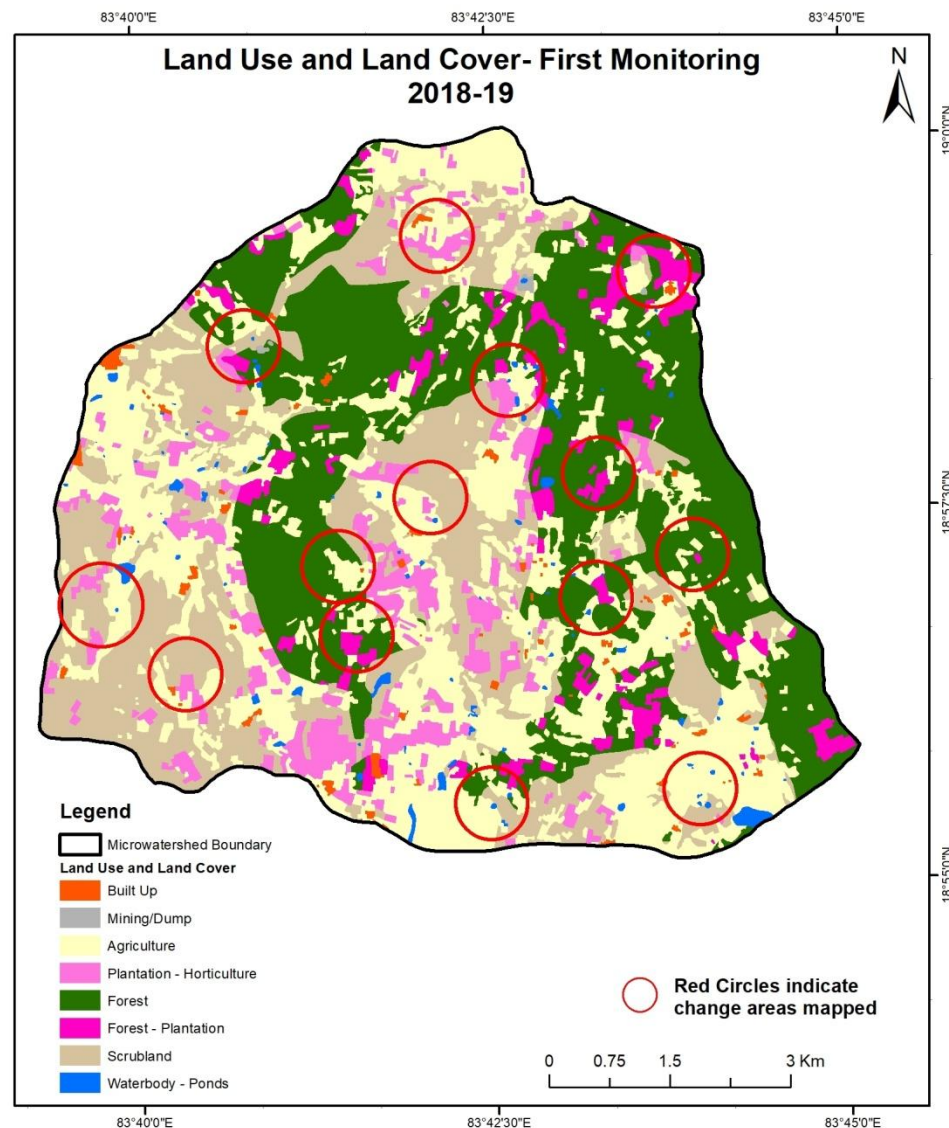 83°40'0"E 83°42'30"E 83°45'0"E
Land Use and Land Cover- First Monitoring
2018-19
N
19°0'0"N
18°57'30"N
18°55'0"N
Legend
Microwatershed Boundary
Land Use and Land Cover
Built Up
Mining/Dump
Agriculture
Plantation - Horticulture
Forest
Forest - Plantation
Scrubland
Waterbody - Ponds
Red Circles indicate
change areas mapped
0 0.75 1.5 3 Km
83°40'0"E 83°42'30"E 83°45'0"E